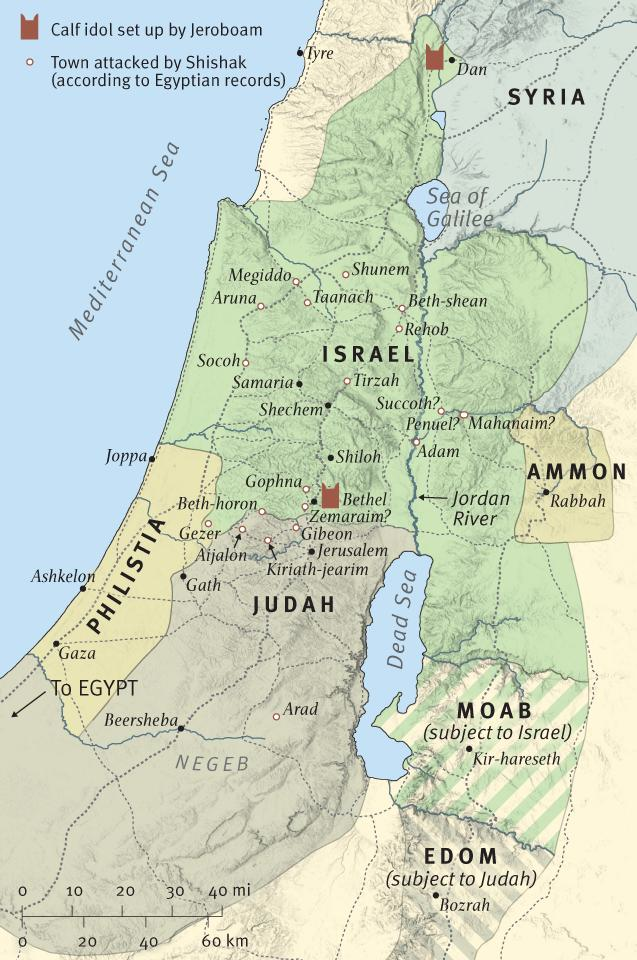 Calf idol set up by Jeroboam
Town attacked by Shishak
(according to Egyptian records)
Tyre
Dan
SYRIA
Mediterranean Sea
Sea of
Galilee
Megiddo
Shunem
Aruna
Taanach
Beth-shean
Rehob
ISRAEL
Socoh
Samaria
Tirzah
Shechem
Succoth?
Penuel?
Mahanaim?
Adam
Joppa
Shiloh
AMMON
Rabbah
Gophna
Bethel
Jordan
River
Beth-horon
Zemaraim?
Gezer
Gibeon
Aijalon
Jerusalem
Kiriath-jearim
PHILISTIA
Ashkelon
Gath
JUDAH
Dead Sea
Gaza
To EGYPT
Arad
Beersheba
NEGEB
MOAB
(subject to Israel)
Kir-hareseth
EDOM
(subject to Judah)
Bozrah
0 10 20 30 40 mi
0 20 40 60 km